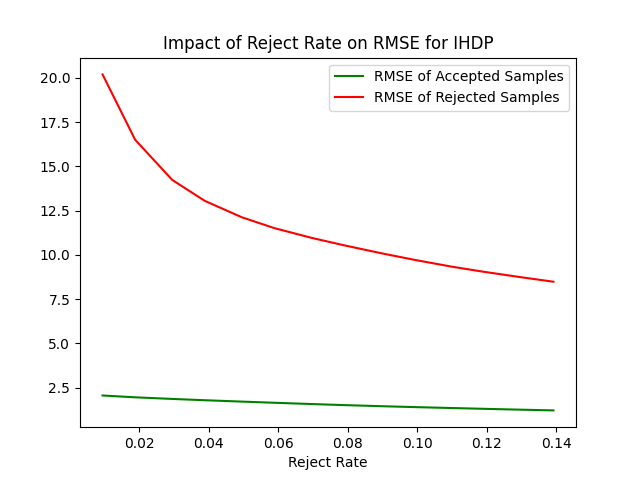 Impact of Reject Rate on RMSE for IHDP
RMSE of Accepted Samples
RMSE of Rejected Samples
20.0
17.5
15.0
12.5
10.0
7.5
5.0
2.5
0.02 0.04 0.06 0.08 0.10 0.12 0.14
Reject Rate